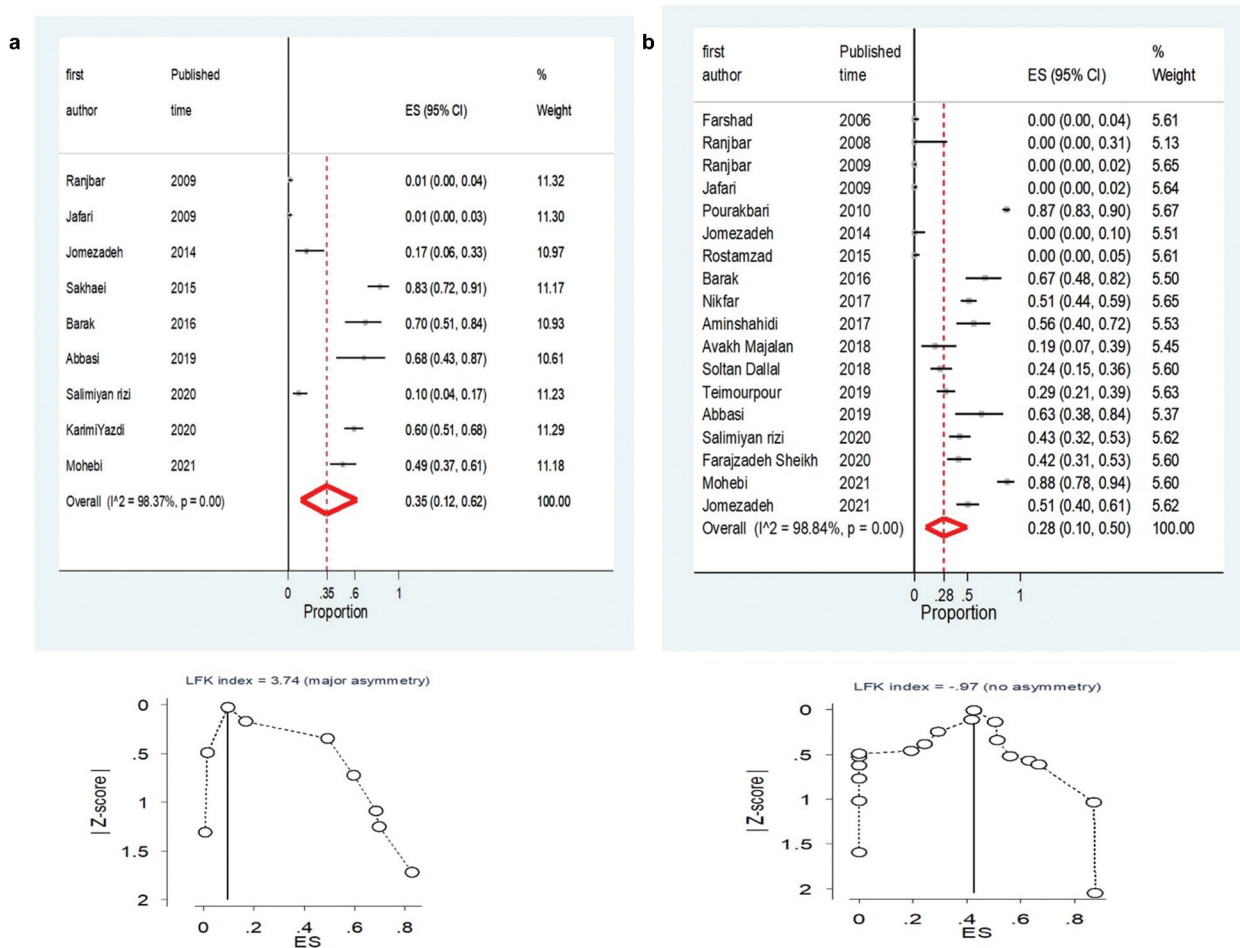 a
first Published %
author time ES (95% CI) Weight
Ranjbar 2009 0.01 (0.00, 0.04) 11.32
Jafari 2009 0.01 (0.00, 0.03) 11.30
Jomezadeh 2014 0.17 (0.06, 0.33) 10.97
Sakhaei 2015 0.83 (0.72, 0.91) 11.17
Barak 2016 0.70 (0.51, 0.84) 10.93
Abbasi 2019 0.68 (0.43, 0.87) 10.61
Salimiyan rizi 2020 0.10 (0.04, 0.17) 11.23
KarimiYazdi 2020 0.60 (0.51, 0.68) 11.29
Mohebi 2021 0.49 (0.37, 0.61) 11.18
Overall (I^2 = 98.37%, p = 0.00) 0.35 (0.12, 0.62) 100.00
0 .35 .6 1
Proportion
b
first Published %
author time ES (95% CI) Weight
Farshad 2006 0.00 (0.00, 0.04) 5.61
Ranjbar 2008 0.00 (0.00, 0.31) 5.13
Ranjbar 2009 0.00 (0.00, 0.02) 5.65
Jafari 2009 0.00 (0.00, 0.02) 5.64
Pourakbari 2010 0.87 (0.83, 0.90) 5.67
Jomezadeh 2014 0.00 (0.00, 0.10) 5.51
Rostamzad 2015 0.00 (0.00, 0.05) 5.61
Barak 2016 0.67 (0.48, 0.82) 5.50
Nikfar 2017 0.51 (0.44, 0.59) 5.65
Aminshahidi 2017 0.56 (0.40, 0.72) 5.53
Avakh Majalan 2018 0.19 (0.07, 0.39) 5.45
Soltan Dallal 2018 0.24 (0.15, 0.36) 5.60
Teimourpour 2019 0.29 (0.21, 0.39) 5.63
Abbasi 2019 0.63 (0.38, 0.84) 5.37
Salimiyan rizi 2020 0.43 (0.32, 0.53) 5.62
Farajzadeh Sheikh 2020 0.42 (0.31, 0.53) 5.60
Mohebi 2021 0.88 (0.78, 0.94) 5.60
Jomezadeh 2021 0.51 (0.40, 0.61) 5.62
Overall (I^2 = 98.84%, p = 0.00) 0.28 (0.10, 0.50) 100.00
0 .28 .5 1
Proportion
LFK index = 3.74 (major asymmetry)
0
.5
1
1.5
2
| Z-score |
0 .2 .4 .6 .8
ES
LFK index = -.97 (no asymmetry)
0
.5
1
1.5
2
| Z-score |
0 .2 .4 .6 .8
ES